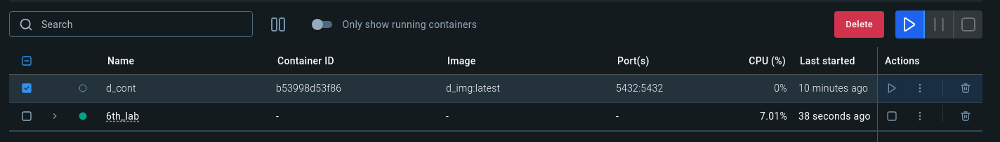 Search Only show running containers Delete
Name Container ID Image Port(s) CPU (%) Last started Actions
d_cont b53998d53f86 d_img:latest 5432:5432 0% 10 minutes ago
6th_lab - - - 7.01% 38 seconds ago